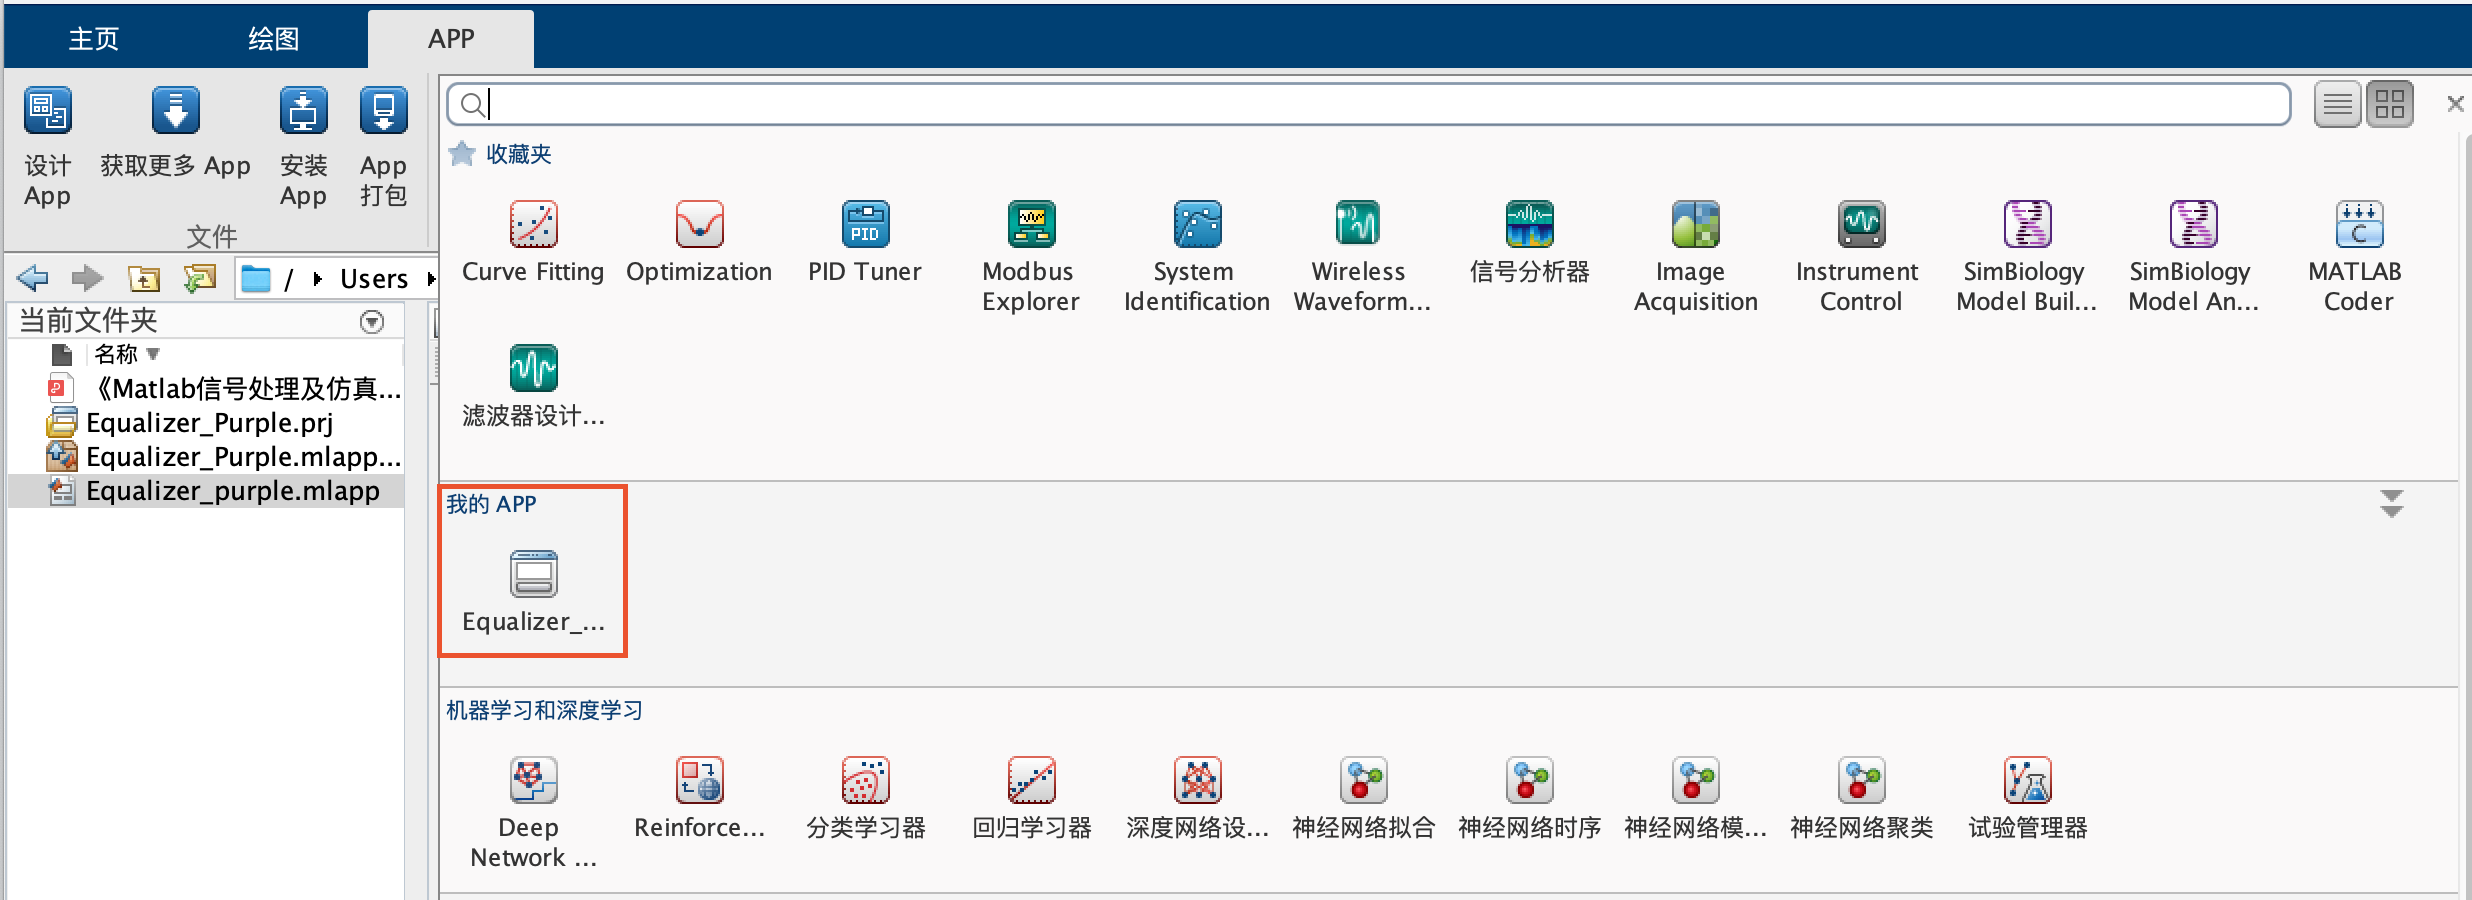 主页 绘图 APP
设计 App
获取更多 App
安装 App
App 打包
文件
/ Users
当前文件夹
名称
《Matlab信号处理及仿真...
Equalizer_Purple.prj
Equalizer_Purple.mlapp...
Equalizer_purple.mlapp
收藏夹
Curve Fitting
Optimization
PID Tuner
PID
Modbus Explorer
System Identification
Wireless Waveform...
信号分析器
Image Acquisition
Instrument Control
SimBiology Model Buil...
SimBiology Model An...
MATLAB Coder
C
滤波器设计...
我的 APP
Equalizer_...
机器学习和深度学习
Deep Network ...
Reinforce...
分类学习器
回归学习器
深度网络设...
神经网络拟合
神经网络时序
神经网络模...
神经网络聚类
试验管理器